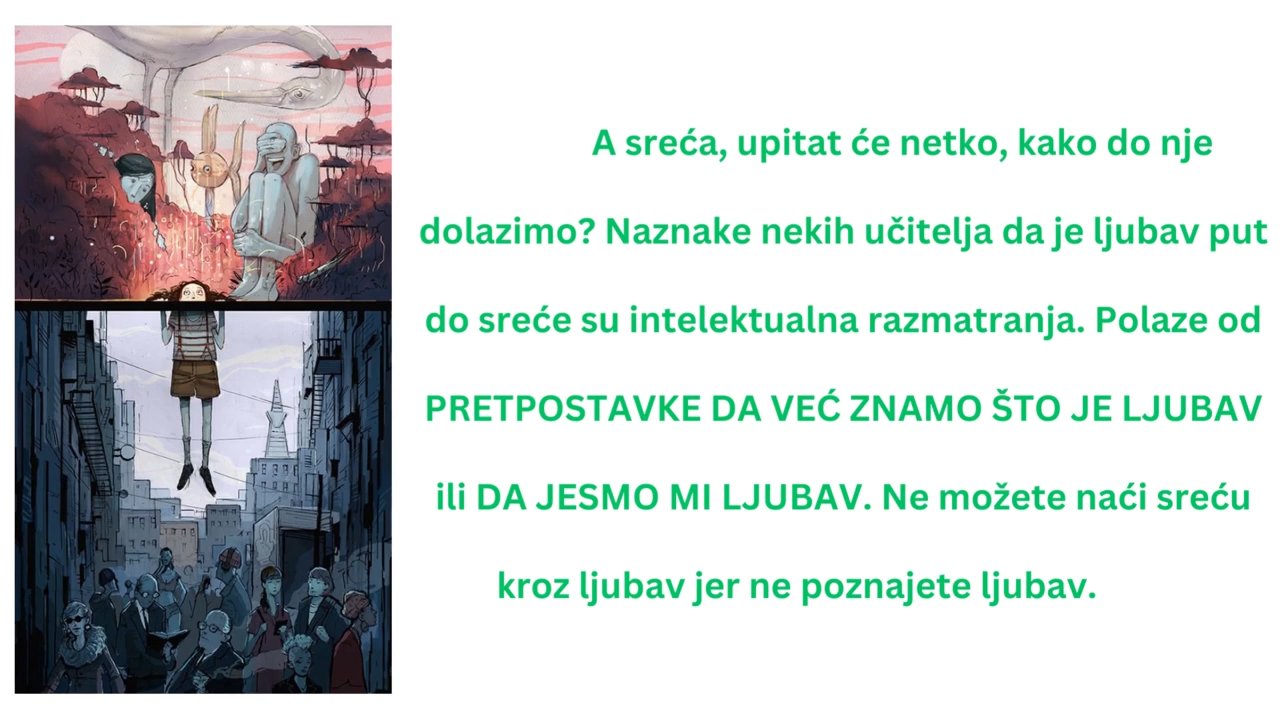 A sreća, upitat će netko, kako do nje
dolazimo? Naznake nekih učitelja da je ljubav put
do sreće su intelektualna razmatranja. Polaze od
PRETPOSTAVKE DA VEĆ ZNAMO ŠTO JE LJUBAV
ili DA JESMO MI LJUBAV. Ne možete naći sreću
kroz ljubav jer ne poznajete ljubav.